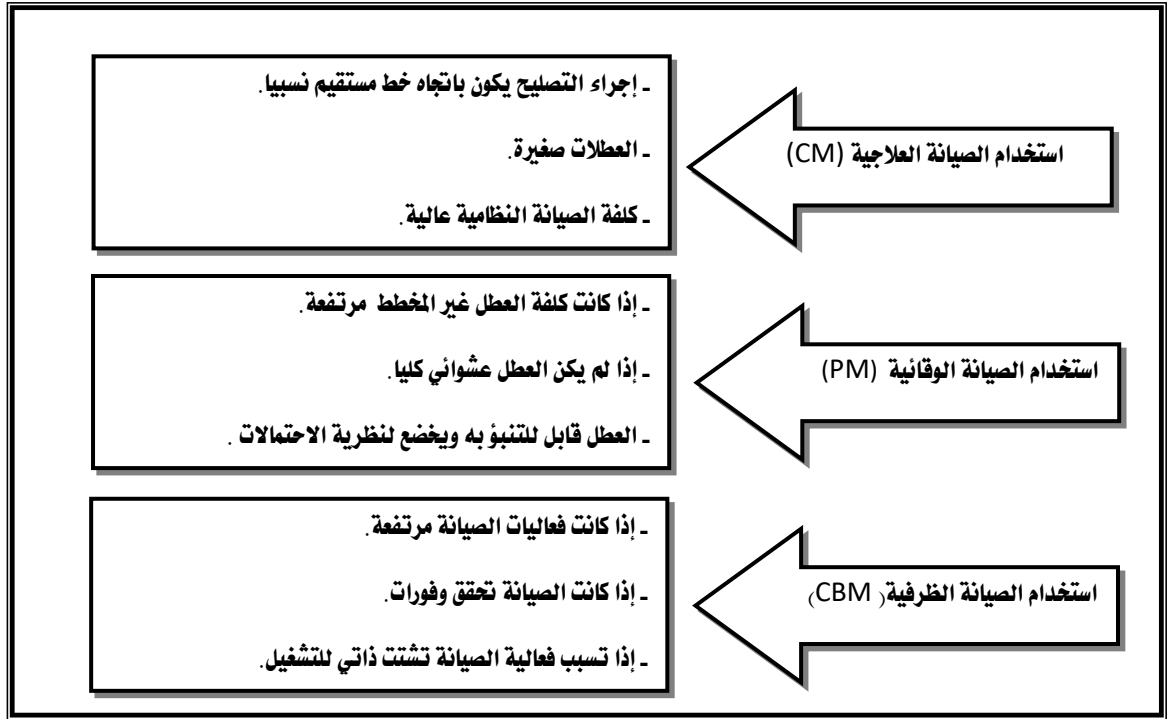 استخدام الصيانة العلاجية (CM)
ـ إجراء التصليح يكون باتجاه خط مستقيم نسبيا.
ـ العطلات صغيرة.
ـ كلفة الصيانة النظامية عالية.
استخدام الصيانة الوقائية (PM)
ـ إذا كانت كلفة العطل غير المخطط مرتفعة.
ـ إذا لم يكن العطل عشوائي كليا.
ـ العطل قابل للتنبؤ به ويخضع لنظرية الاحتمالات .
استخدام الصيانة الظرفية( CBM)
ـ إذا كانت فعاليات الصيانة مرتفعة.
ـ إذا كانت الصيانة تحقق وفورات.
ـ إذا تسبب فعالية الصيانة تشتت ذاتي للتشغيل.